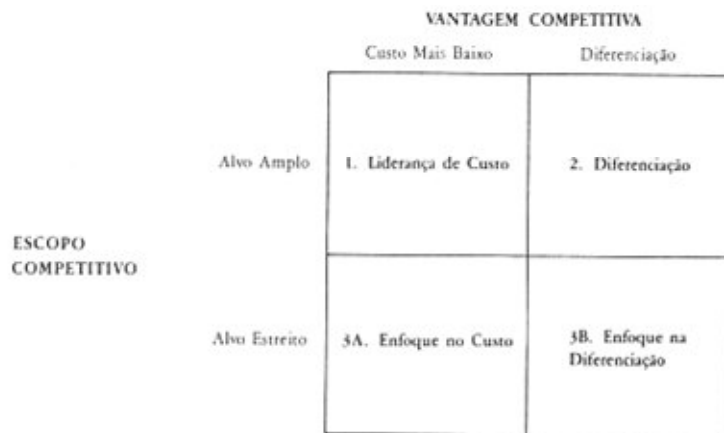 VANTAGEM COMPETITIVA
Custo Mais Baixo Diferenciação
Alvo Amplo 1. Liderança de Custo 2. Diferenciação
ESCOPO
COMPETITIVO
Alvo Estreito 3A. Enfoque no Custo 3B. Enfoque na
Diferenciação